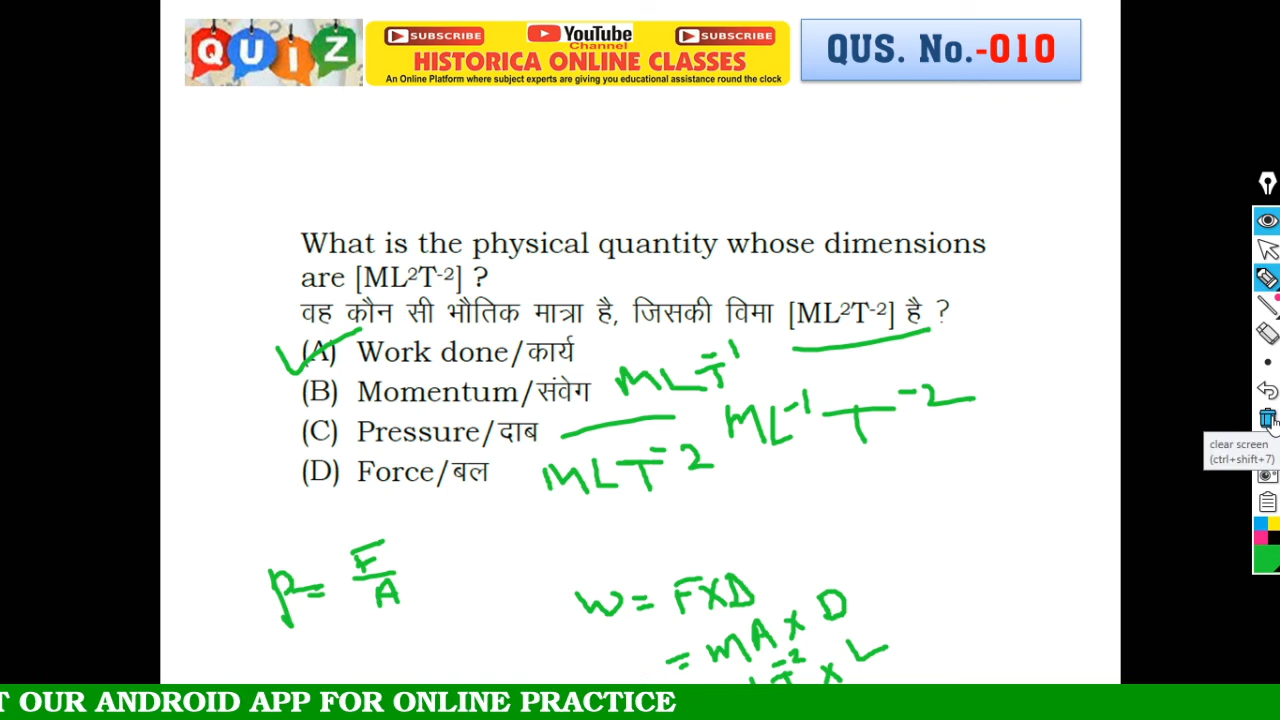 QUIZ
SUBSCRIBE YouTube SUBSCRIBE
Channel
HISTORICA ONLINE CLASSES
An Online Platform where subject experts are giving you educational assistance round the clock
QUS. No.-010
What is the physical quantity whose dimensions
are [ML²T⁻²] ?
वह कौन सी भौतिक मात्रा है, जिसकी विमा [ML²T⁻²] है ?
(A) Work done/कार्य
(B) Momentum/संवेग MLT⁻¹
(C) Pressure/दाब ML⁻¹T⁻²
(D) Force/बल MLT⁻²
clear screen
(ctrl+shift+7)
P = F/A
W = F×D
= MA × D
T⁻² × L
T OUR ANDROID APP FOR ONLINE PRACTICE